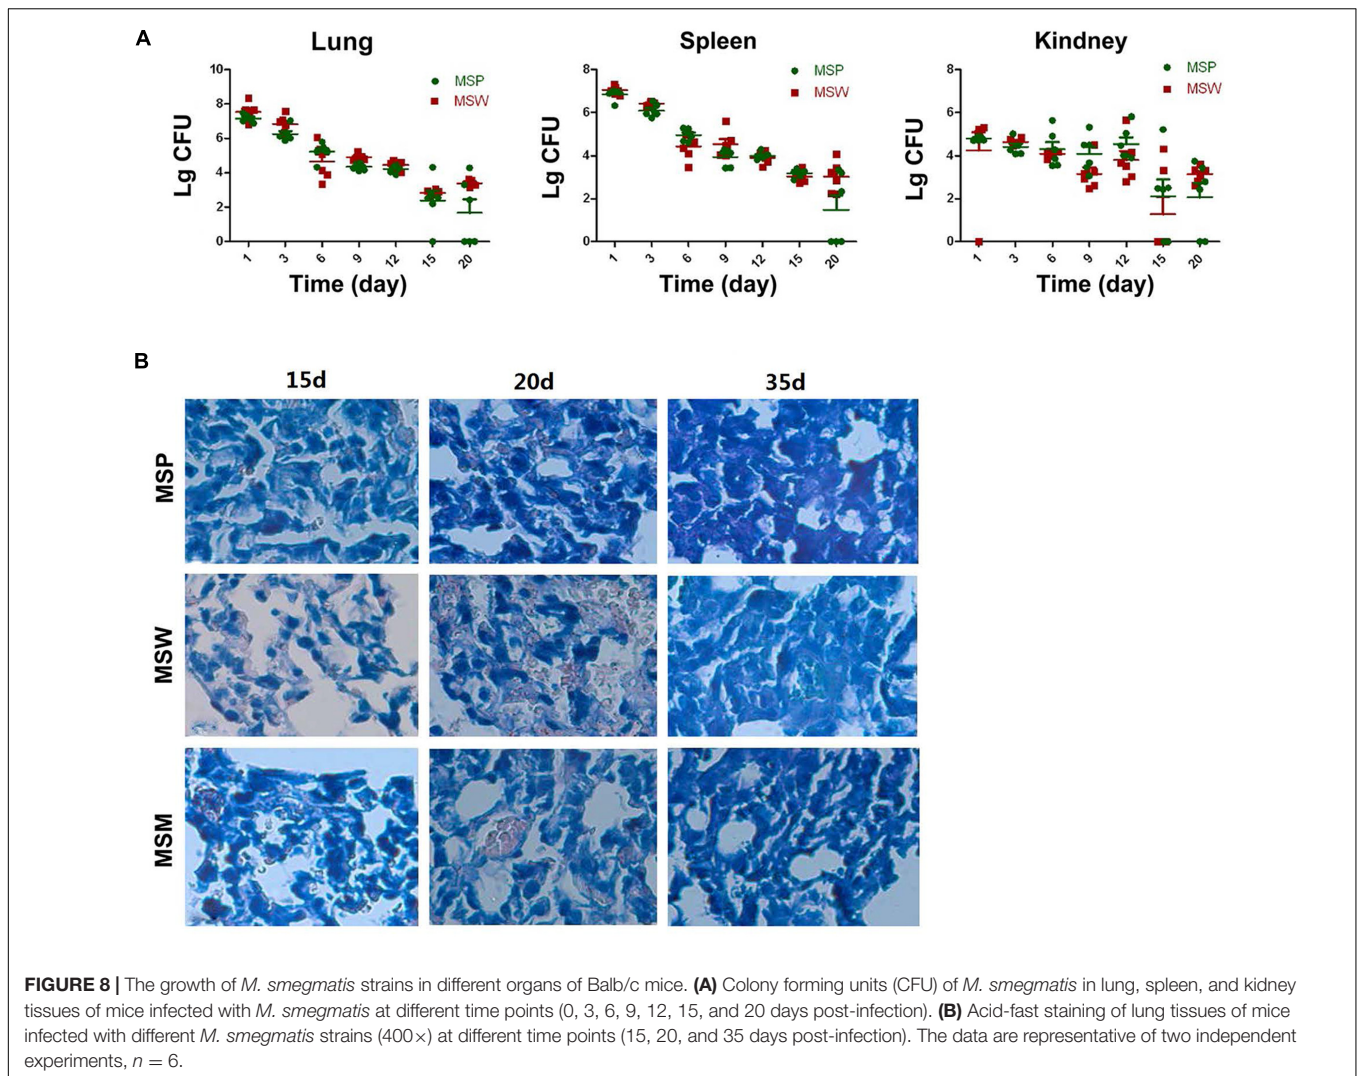 A
Lung
Spleen
Kindney
MSP
MSW
MSP
MSW
MSP
MSW
Lg CFU
10
8
6
4
2
0
1
3
6
9
12
15
20
Time (day)
Lg CFU
8
6
4
2
0
1
3
6
9
12
15
20
Time (day)
Lg CFU
8
6
4
2
0
1
3
6
9
12
15
20
Time (day)
B
15d
20d
35d
MSP
MSW
MSM
FIGURE 8 | The growth of M. smegmatis strains in different organs of Balb/c mice. (A) Colony forming units (CFU) of M. smegmatis in lung, spleen, and kidney
tissues of mice infected with M. smegmatis at different time points (0, 3, 6, 9, 12, 15, and 20 days post-infection). (B) Acid-fast staining of lung tissues of mice
infected with different M. smegmatis strains (400×) at different time points (15, 20, and 35 days post-infection). The data are representative of two independent
experiments, n = 6.